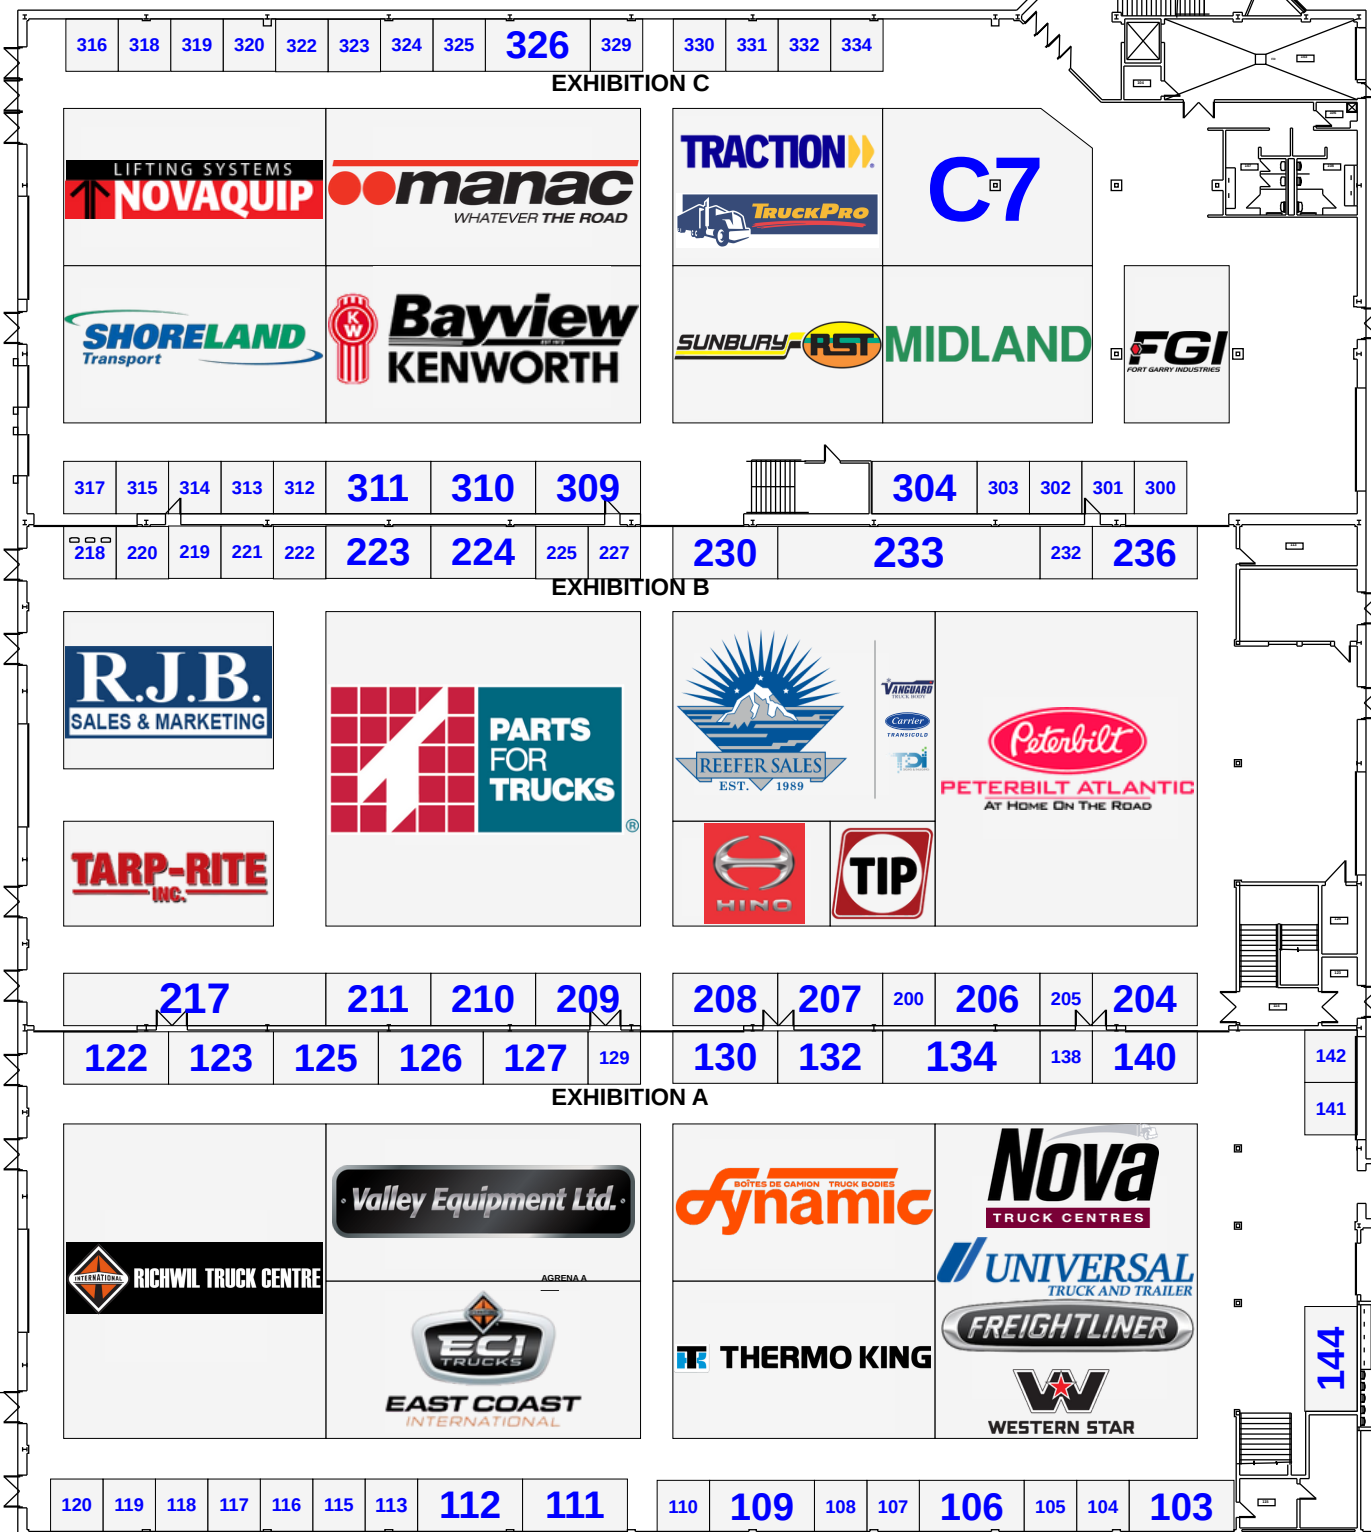 316 318 319 320 322 323 324 325 326 329 330 331 332 334
EXHIBITION C
LIFTING SYSTEMS
NOVAQUIP
manac
WHATEVER THE ROAD
TRACTION
TRUCKPRO
C7
SHORELAND
Transport
KW
Bayview
KENWORTH
SUNBURY RST
MIDLAND
FGI
FORT GARRY INDUSTRIES
317 315 314 313 312 311 310 309 304 303 302 301 300
218 220 219 221 222 223 224 225 227 230 233 232 236
EXHIBITION B
R.J.B.
SALES & MARKETING
PARTS
FOR
TRUCKS
®
REEFER SALES
EST. 1989
VANGUARD
TRUCK BODY
Carrier
TRANSICOLD
TDI
Peterbilt
PETERBILT ATLANTIC
AT HOME ON THE ROAD
TARP-RITE
INC.
HINO
TIP
217 211 210 209 208 207 200 206 205 204
122 123 125 126 127 129 130 132 134 138 140 142
EXHIBITION A
141
INTERNATIONAL
RICHWIL TRUCK CENTRE
Valley Equipment Ltd.
AGRENA A
ECI
TRUCKS
EAST COAST
INTERNATIONAL
BOÎTES DE CAMION TRUCK BODIES
dynamic
TK THERMO KING
Nova
TRUCK CENTRES
UNIVERSAL
TRUCK AND TRAILER
FREIGHTLINER
WESTERN STAR
144
120 119 118 117 116 115 113 112 111 110 109 108 107 106 105 104 103